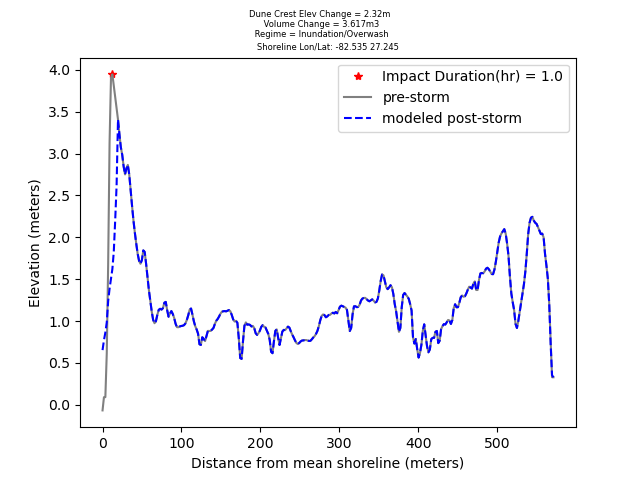 Dune Crest Elev Change = 2.32m
Volume Change = 3.617m3
Regime = Inundation/Overwash
Shoreline Lon/Lat: -82.535 27.245
Impact Duration(hr) = 1.0
pre-storm
modeled post-storm
4.0
3.5
3.0
2.5
2.0
1.5
1.0
0.5
0.0
Elevation (meters)
0 100 200 300 400 500
Distance from mean shoreline (meters)